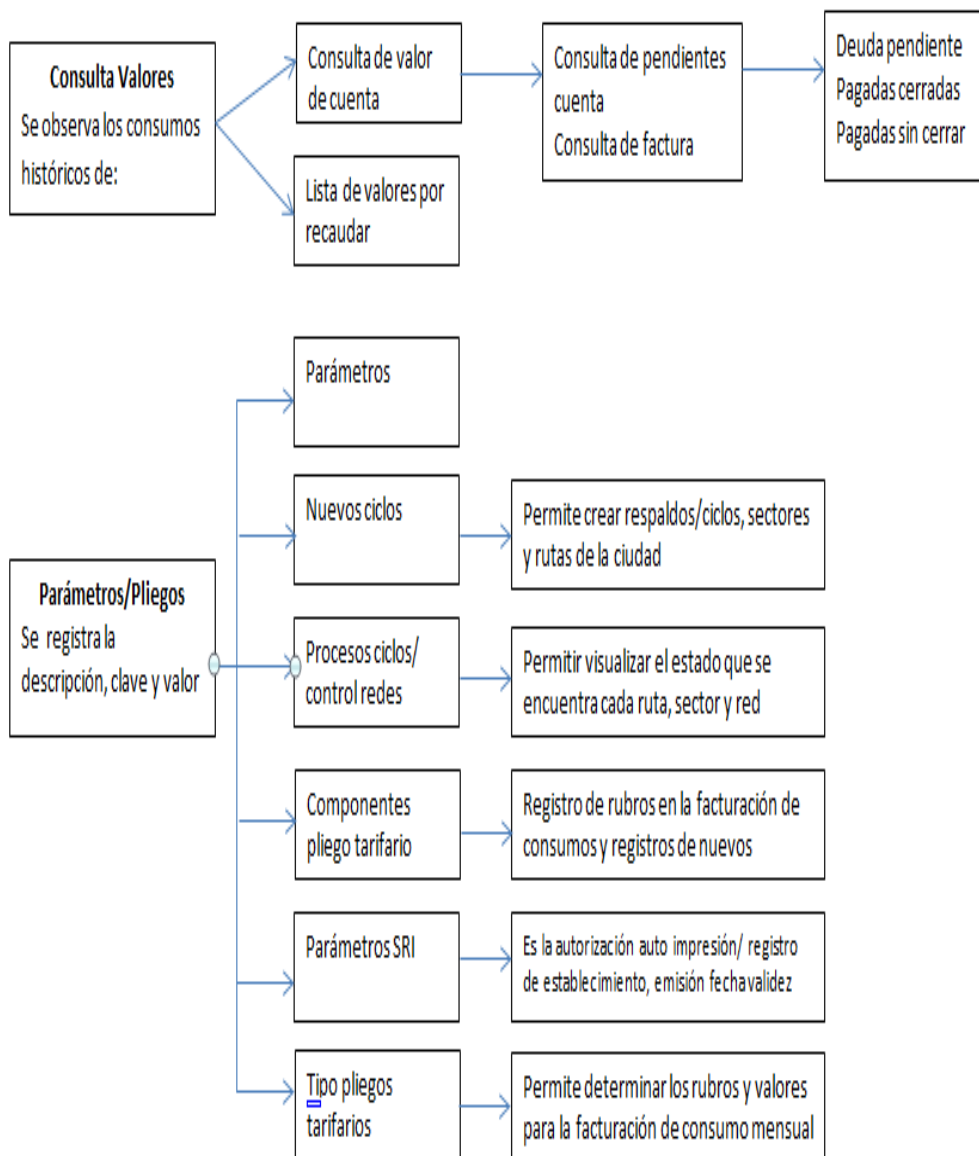 Consulta Valores
Se observa los consumos
históricos de:
Consulta de valor
de cuenta
Consulta de pendientes
cuenta
Consulta de factura
Deuda pendiente
Pagadas cerradas
Pagadas sin cerrar
Lista de valores por
recaudar
Parámetros/Pliegos
Se registra la
descripción, clave y valor
Parámetros
Nuevos ciclos
Permite crear respaldos/ciclos, sectores
y rutas de la ciudad
Procesos ciclos/
control redes
Permitir visualizar el estado que se
encuentra cada ruta, sector y red
Componentes
pliego tarifario
Registro de rubros en la facturación de
consumos y registros de nuevos
Parámetros SRI
Es la autorización auto impresión/ registro
de establecimiento, emisión fecha validez
Tipo pliegos
tarifarios
Permite determinar los rubros y valores
para la facturación de consumo mensual